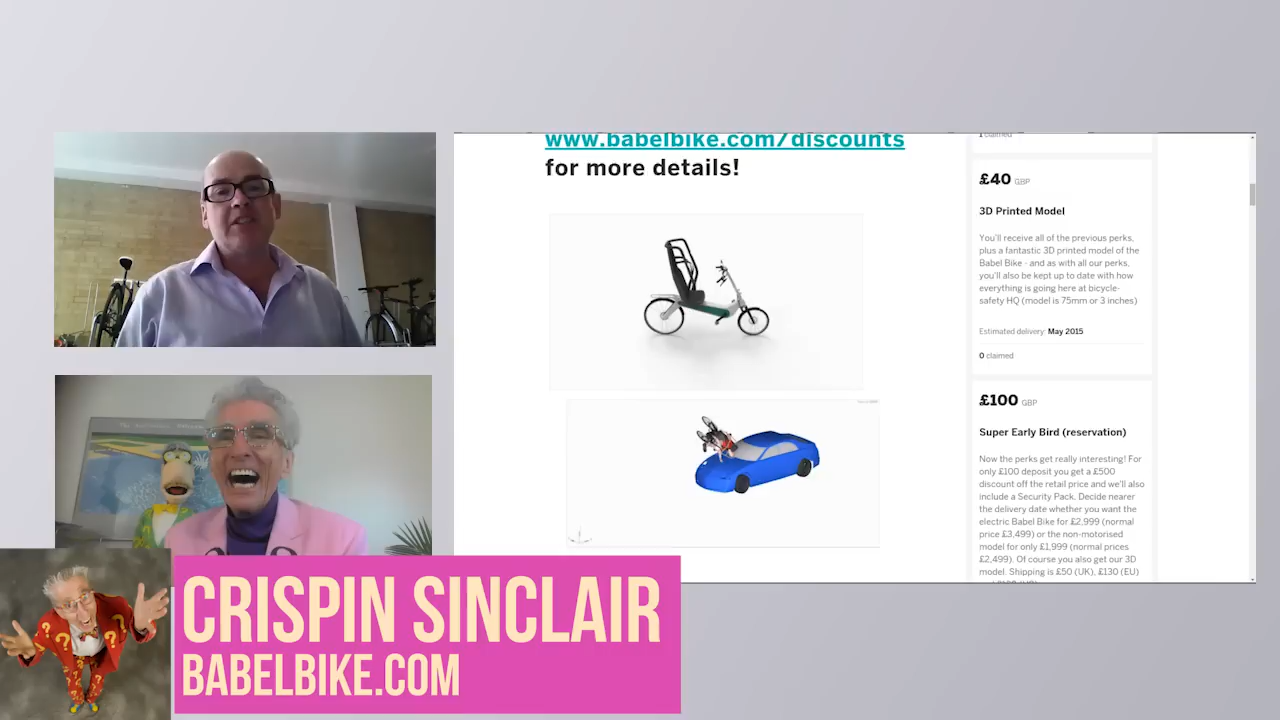 www.babelbike.com/discounts
for more details!
claimed
£40 GBP
3D Printed Model
You'll receive all of the previous perks,
plus a fantastic 3D printed model of the
Babel Bike - and as with all our perks,
you'll also be kept up to date with how
everything is going here at bicycle-
safety HQ (model is 75mm or 3 inches)
Estimated delivery: May 2015
0 claimed
£100 GBP
Super Early Bird (reservation)
Now the perks get really interesting! For
only £100 deposit you get a £500
discount off the retail price and we'll also
include a Security Pack. Decide nearer
the delivery date whether you want the
electric Babel Bike for £2,999 (normal
price £3,499) or the non-motorised
model for only £1,999 (normal prices
£2,499). Of course you also get our 3D
model. Shipping is £50 (UK), £130 (EU)
CRISPIN SINCLAIR
BABELBIKE.COM